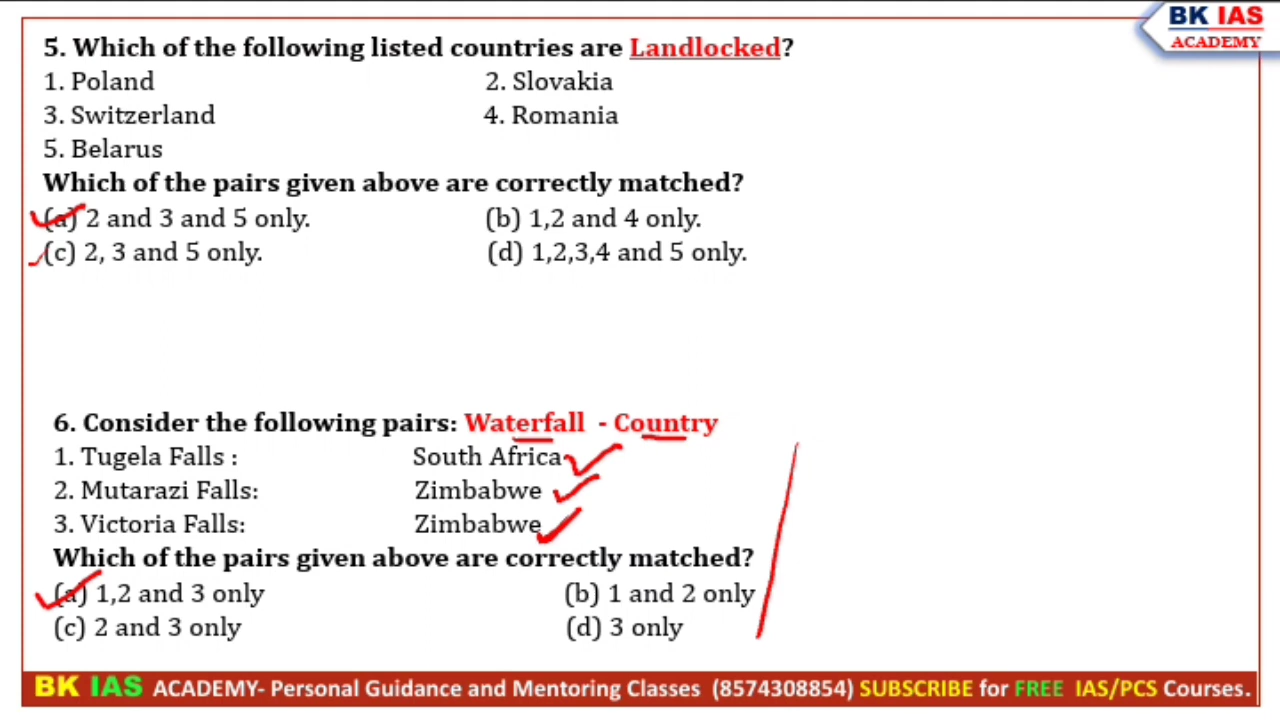 BK IAS
ACADEMY
5. Which of the following listed countries are Landlocked?
1. Poland 2. Slovakia
3. Switzerland 4. Romania
5. Belarus
Which of the pairs given above are correctly matched?
(a) 2 and 3 and 5 only. (b) 1,2 and 4 only.
(c) 2, 3 and 5 only. (d) 1,2,3,4 and 5 only.
6. Consider the following pairs: Waterfall - Country
1. Tugela Falls : South Africa
2. Mutarazi Falls: Zimbabwe
3. Victoria Falls: Zimbabwe
Which of the pairs given above are correctly matched?
(a) 1,2 and 3 only (b) 1 and 2 only
(c) 2 and 3 only (d) 3 only
BK IAS ACADEMY- Personal Guidance and Mentoring Classes (8574308854) SUBSCRIBE for FREE IAS/PCS Courses.